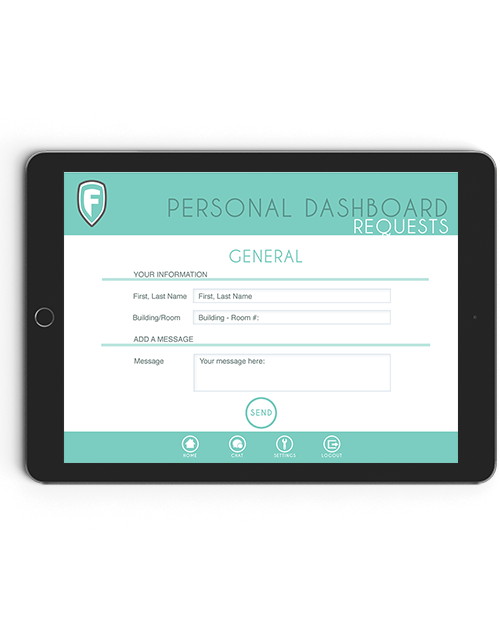 F
PERSONAL DASHBOARD
REQUESTS
GENERAL
YOUR INFORMATION
First, Last Name First, Last Name
Building/Room Building - Room #:
ADD A MESSAGE
Message Your message here:
SEND
HOME CHAT SETTINGS LOGOUT